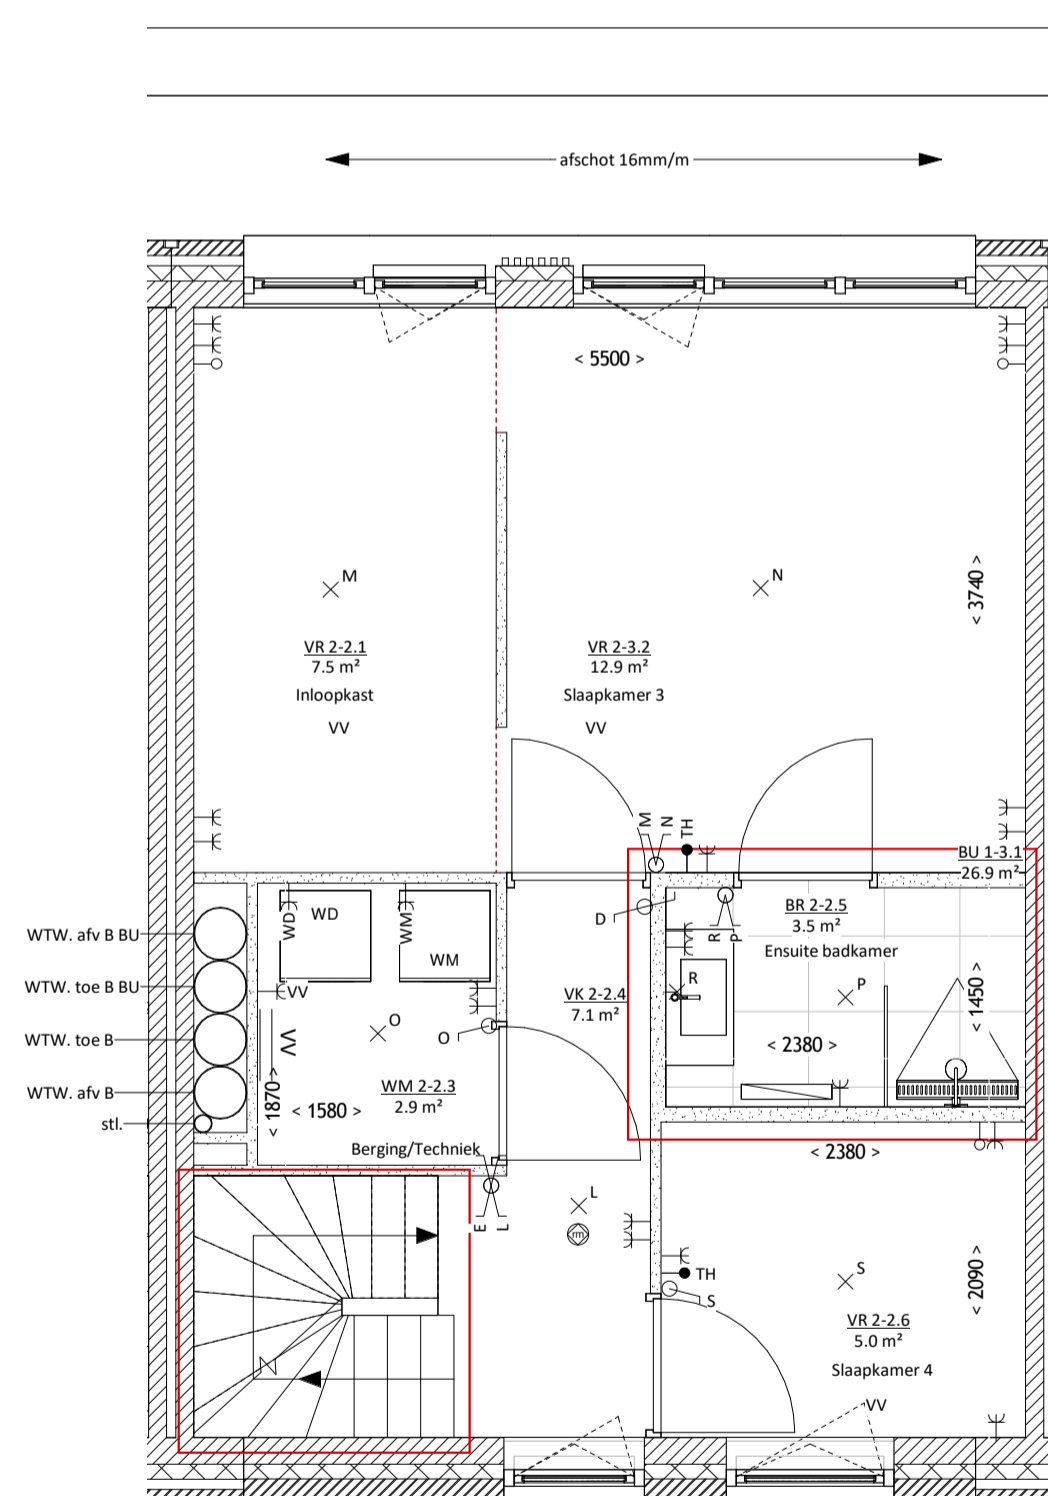 afschot 16mm/m
< 5500 >
M
N
< 3740 >
VR 2-2.1
7.5 m²
Inloopkast
VV
VR 2-3.2
12.9 m²
Slaapkamer 3
VV
M
N
TH
BU 1-3.1
26.9 m²
WTW. afv B BU
WTW. toe B BU
WTW. toe B
WTW. afv B
stl.
WD
WD
WM
WM
VV
VV
O
O
< 1870 >
< 1580 >
WM 2-2.3
2.9 m²
Berging/Techniek
D
VK 2-2.4
7.1 m²
R
P
BR 2-2.5
3.5 m²
Ensuite badkamer
R
P
< 2380 >
< 1450 >
< 2380 >
E
L
L
rm
TH
S
S
< 2090 >
VR 2-2.6
5.0 m²
Slaapkamer 4
VV